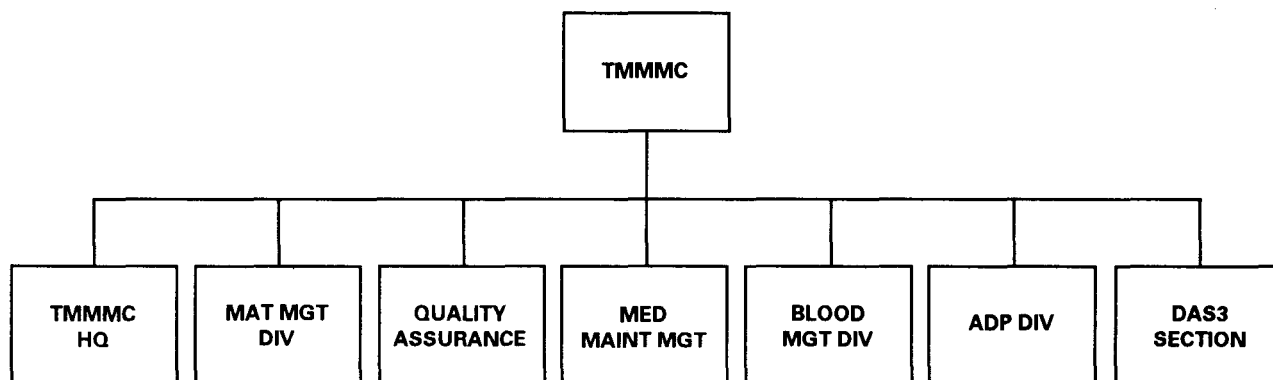 TMMMC
TMMMC
HQ
MAT MGT
DIV
QUALITY
ASSURANCE
MED
MAINT MGT
BLOOD
MGT DIV
ADP DIV
DAS3
SECTION